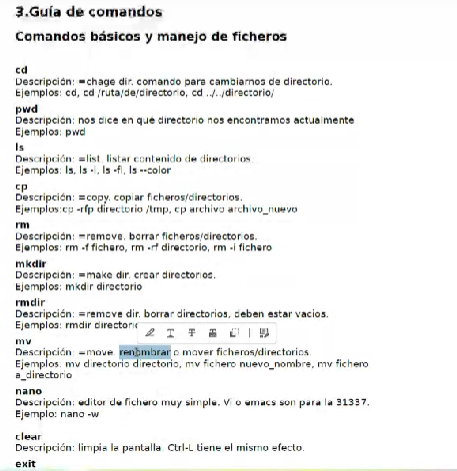 3.Guía de comandos
Comandos básicos y manejo de ficheros
cd
Descripción: =chage dir. comando para cambiarnos de directorio.
Ejemplos: cd, cd /ruta/de/directorio, cd ../../directorio/
pwd
Descripción: nos dice en que directorio nos encontramos actualmente
Ejemplos: pwd
ls
Descripción: =list. listar contenido de directorios.
Ejemplos: ls, ls -l, ls -fl, ls --color
cp
Descripción: =copy. copiar ficheros/directorios.
Ejemplos:cp -rfp directorio /tmp, cp archivo archivo_nuevo
rm
Descripción: =remove. borrar ficheros/directorios.
Ejemplos: rm -f fichero, rm -rf directorio, rm -i fichero
mkdir
Descripción: =make dir. crear directorios.
Ejemplos: mkdir directorio
rmdir
Descripción: =remove dir. borrar directorios, deben estar vacios.
Ejemplos: rmdir directorio
mv
Descripción: =move. renombrar o mover ficheros/directorios.
Ejemplos: mv directorio directorio, mv fichero nuevo_nombre, mv fichero
a_directorio
nano
Descripción: editor de fichero muy simple. Vi o emacs son para la 31337.
Ejemplo: nano -w
clear
Descripción: limpia la pantalla. Ctrl-L tiene el mismo efecto.
exit